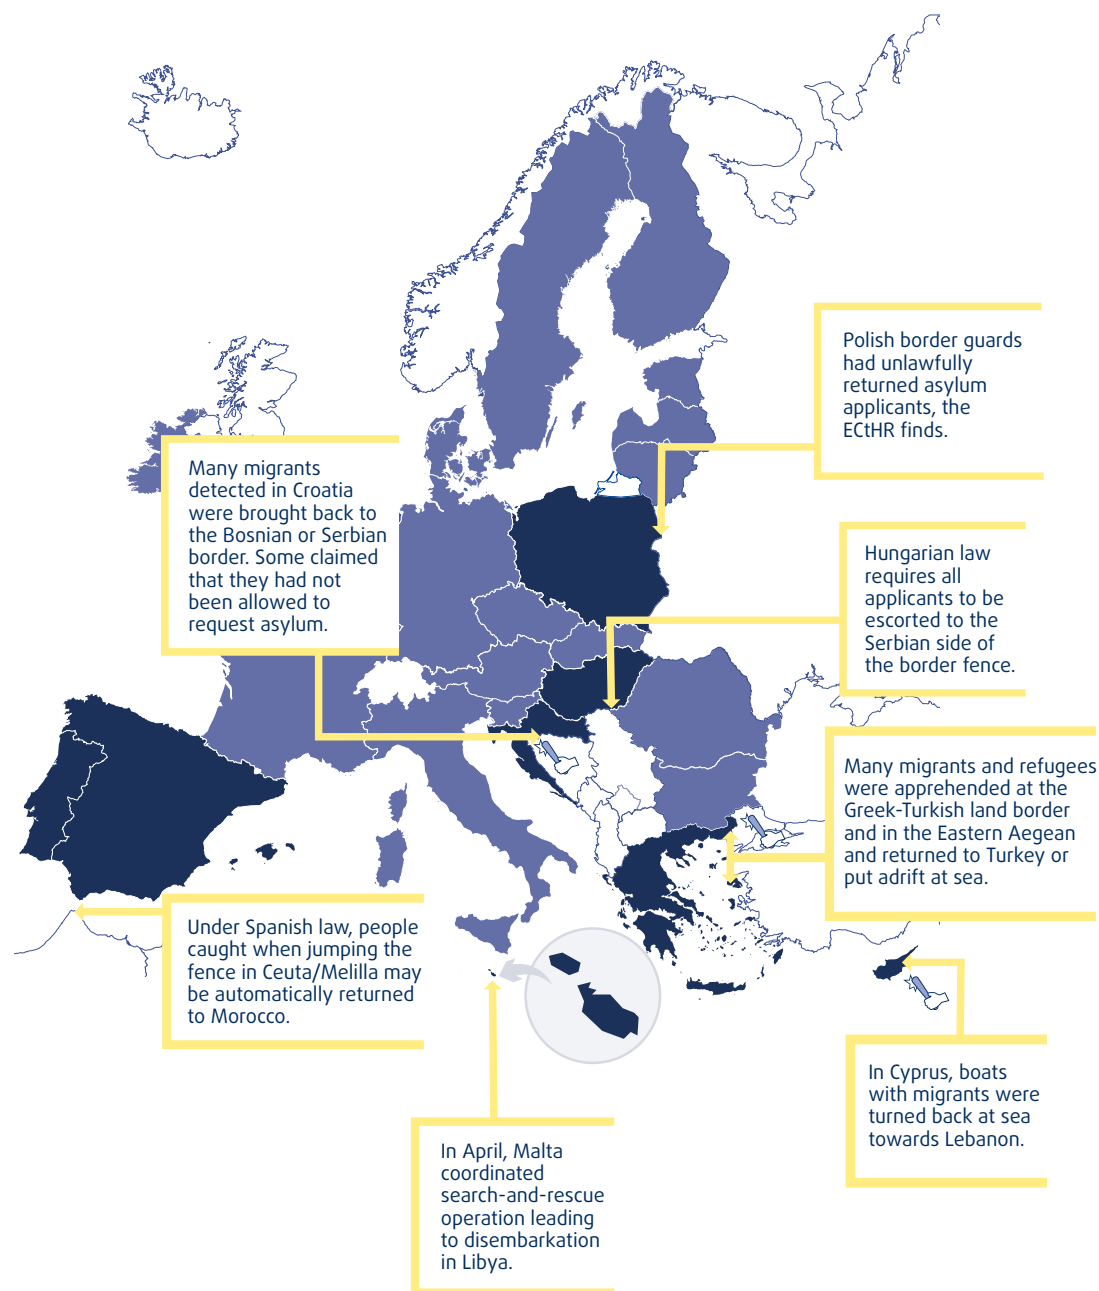 Polish border guards
had unlawfully
returned asylum
applicants, the
ECtHR finds.
Many migrants
detected in Croatia
were brought back to
the Bosnian or Serbian
border. Some claimed
that they had not
been allowed to
request asylum.
Hungarian law
requires all
applicants to be
escorted to the
Serbian side of
the border fence.
Many migrants and refugees
were apprehended at the
Greek-Turkish land border
and in the Eastern Aegean
and returned to Turkey or
put adrift at sea.
Under Spanish law, people
caught when jumping the
fence in Ceuta/Melilla may
be automatically returned
to Morocco.
In Cyprus, boats
with migrants were
turned back at sea
towards Lebanon.
In April, Malta
coordinated
search-and-rescue
operation leading
to disembarkation
in Libya.